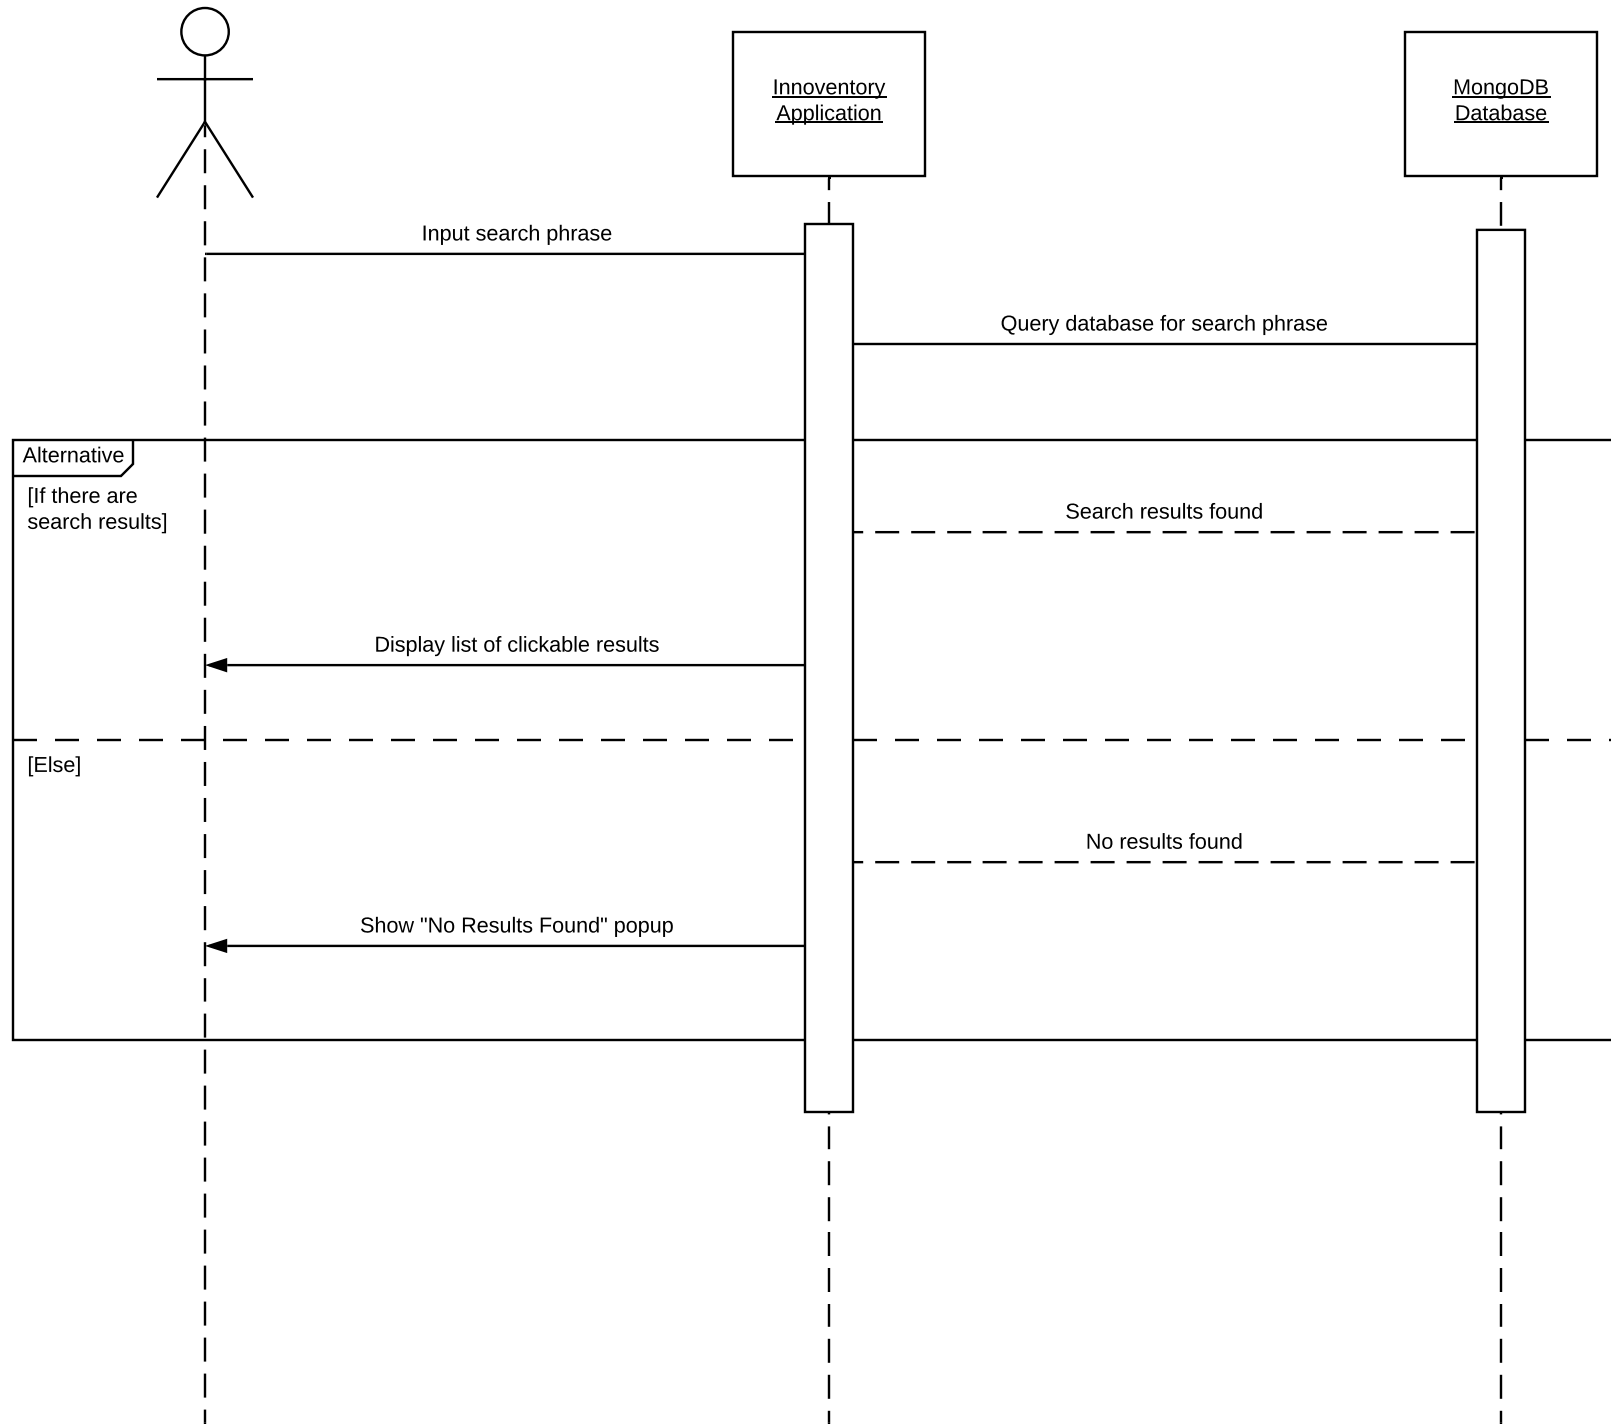 Innoventory
Application
MongoDB
Database
Input search phrase
Query database for search phrase
Alternative
[If there are
search results]
Search results found
Display list of clickable results
[Else]
No results found
Show "No Results Found" popup